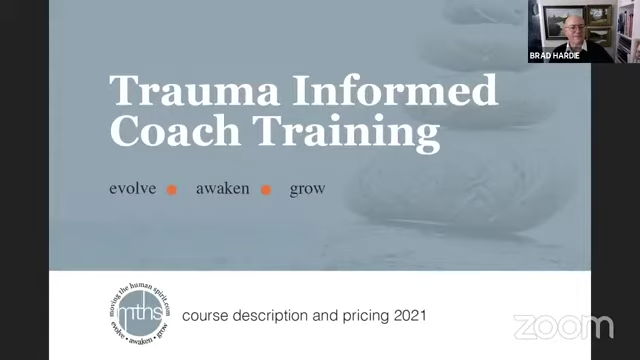 BRAD HARDIE
Trauma Informed
Coach Training
evolve • awaken • grow
moving the human spirit.com
mths
evolve • awaken • grow
course description and pricing 2021
zoom